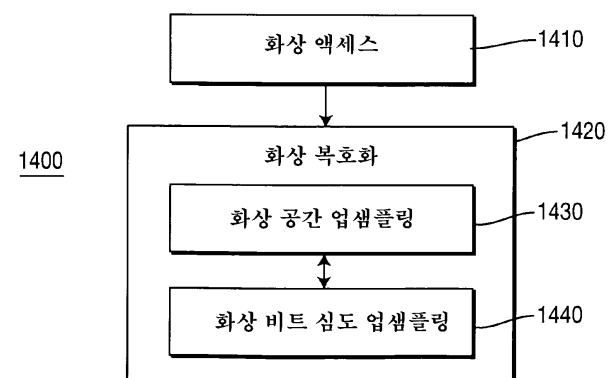 화상 액세스
1410
1420
화상 복호화
1400
화상 공간 업샘플링
1430
화상 비트 심도 업샘플링
1440